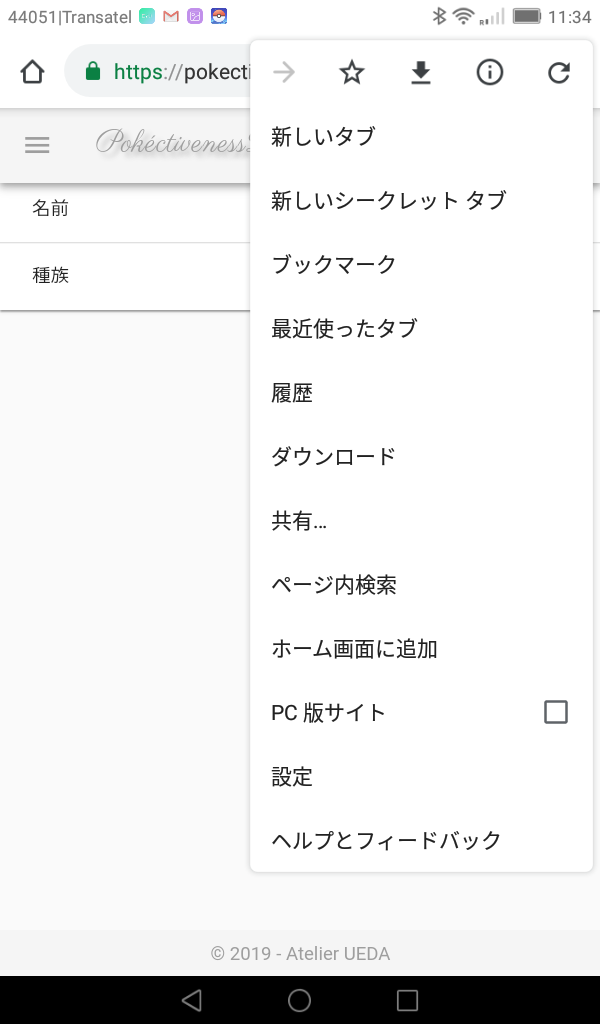 44051|Transatel
11:34
https://pokecti
Pokéctiveness
名前
種族
新しいタブ
新しいシークレット タブ
ブックマーク
最近使ったタブ
履歴
ダウンロード
共有...
ページ内検索
ホーム画面に追加
PC 版サイト
設定
ヘルプとフィードバック
© 2019 - Atelier UEDA